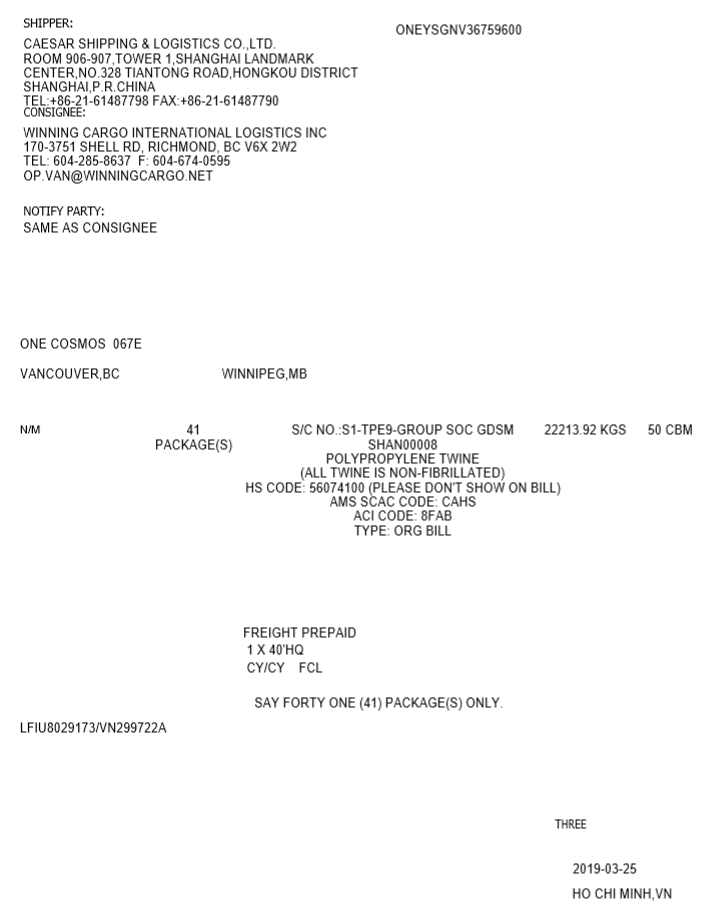 SHIPPER:
ONEYSGNV36759600
CAESAR SHIPPING & LOGISTICS CO.,LTD.
ROOM 906-907,TOWER 1,SHANGHAI LANDMARK
CENTER,NO.328 TIANTONG ROAD,HONGKOU DISTRICT
SHANGHAI,P.R.CHINA
TEL:+86-21-61487798 FAX:+86-21-61487790
CONSIGNEE:
WINNING CARGO INTERNATIONAL LOGISTICS INC
170-3751 SHELL RD, RICHMOND, BC V6X 2W2
TEL: 604-285-8637 F: 604-674-0595
OP.VAN@WINNINGCARGO.NET
NOTIFY PARTY:
SAME AS CONSIGNEE
ONE COSMOS 067E
VANCOUVER,BC WINNIPEG,MB
N/M 41 S/C NO.:S1-TPE9-GROUP SOC GDSM 22213.92 KGS 50 CBM
PACKAGE(S) SHAN00008
POLYPROPYLENE TWINE
(ALL TWINE IS NON-FIBRILLATED)
HS CODE: 56074100 (PLEASE DON'T SHOW ON BILL)
AMS SCAC CODE: CAHS
ACI CODE: 8FAB
TYPE: ORG BILL
FREIGHT PREPAID
1 X 40'HQ
CY/CY FCL
SAY FORTY ONE (41) PACKAGE(S) ONLY.
LFIU8029173/VN299722A
THREE
2019-03-25
HO CHI MINH,VN